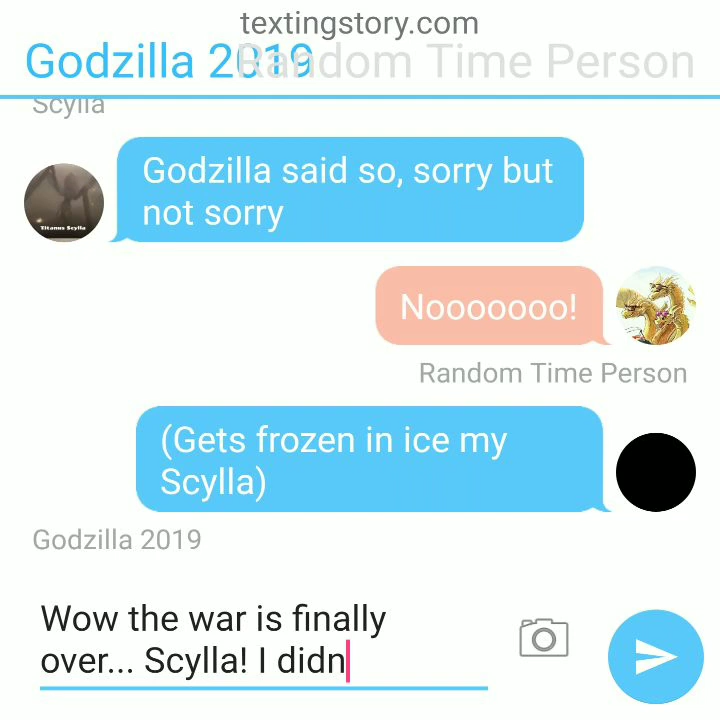 textingstory.com
Godzilla 2019
Random Time Person
Scylla
Godzilla said so, sorry but
not sorry
Titanus Scylla
Nooooooo!
Random Time Person
(Gets frozen in ice my
Scylla)
Godzilla 2019
Wow the war is finally
over... Scylla! I didn